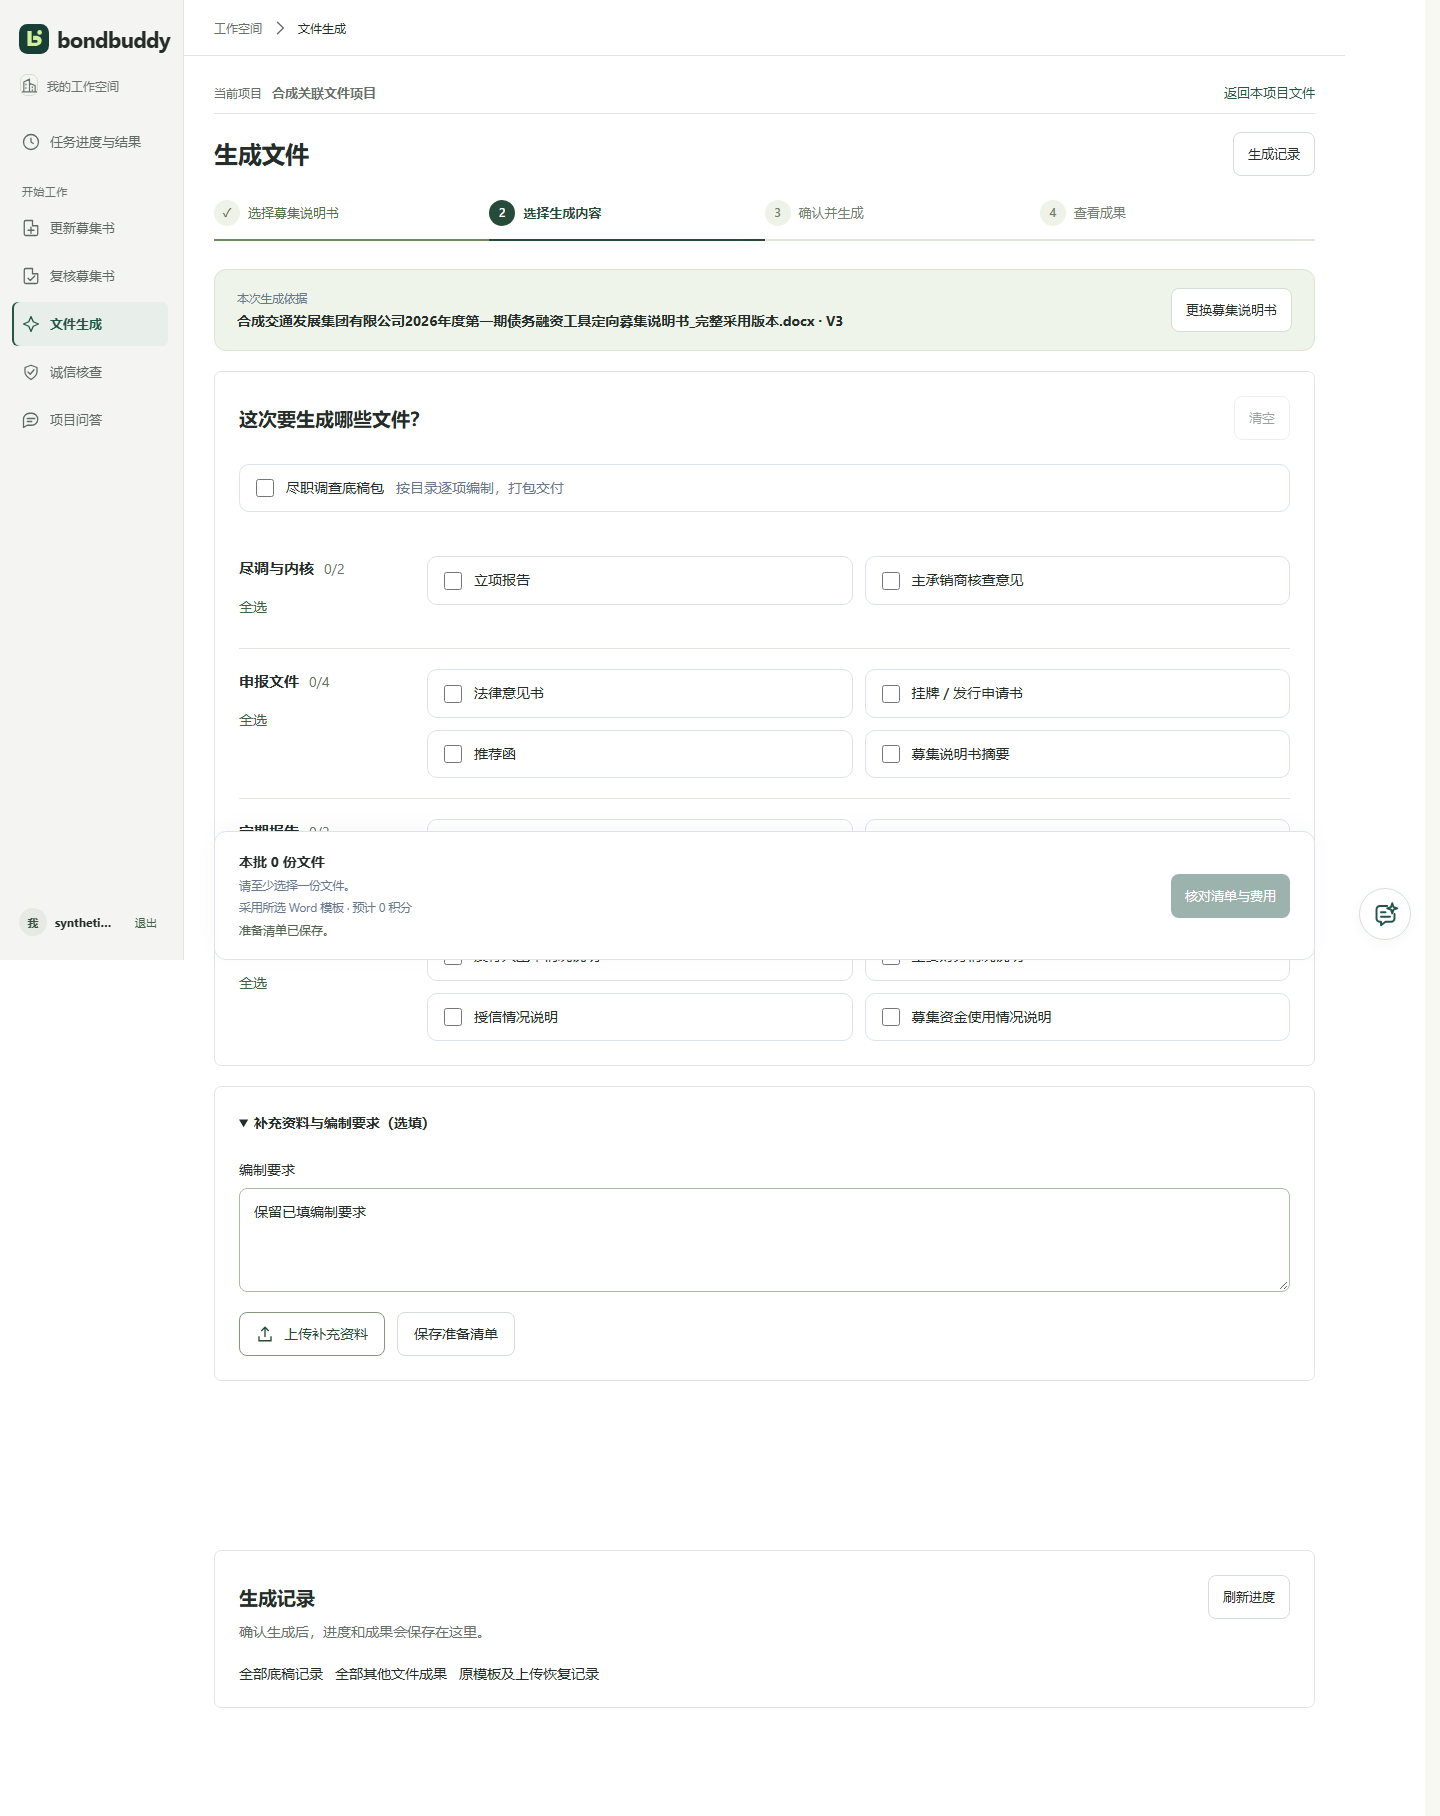 bondbuddy
我的工作空间
任务进度与结果
开始工作
更新募集书
复核募集书
文件生成
诚信核查
项目问答
我 syntheti... 退出
工作空间 文件生成
当前项目 合成关联文件项目
返回本项目文件
生成文件
生成记录
✓ 选择募集说明书
2 选择生成内容
3 确认并生成
4 查看成果
本次生成依据
合成交通发展集团有限公司2026年度第一期债务融资工具定向募集说明书_完整采用版本.docx · V3
更换募集说明书
这次要生成哪些文件？
清空
尽职调查底稿包 按目录逐项编制，打包交付
尽调与内核 0/2
全选
立项报告
主承销商核查意见
申报文件 0/4
全选
法律意见书
挂牌 / 发行申请书
推荐函
募集说明书摘要
本批 0 份文件
请至少选择一份文件。
采用所选 Word 模板 · 预计 0 积分
准备清单已保存。
核对清单与费用
全选
授信情况说明
募集资金使用情况说明
▼ 补充资料与编制要求（选填）
编制要求
保留已填编制要求
上传补充资料
保存准备清单
生成记录
确认生成后，进度和成果会保存在这里。
刷新进度
全部底稿记录 全部其他文件成果 原模板及上传恢复记录